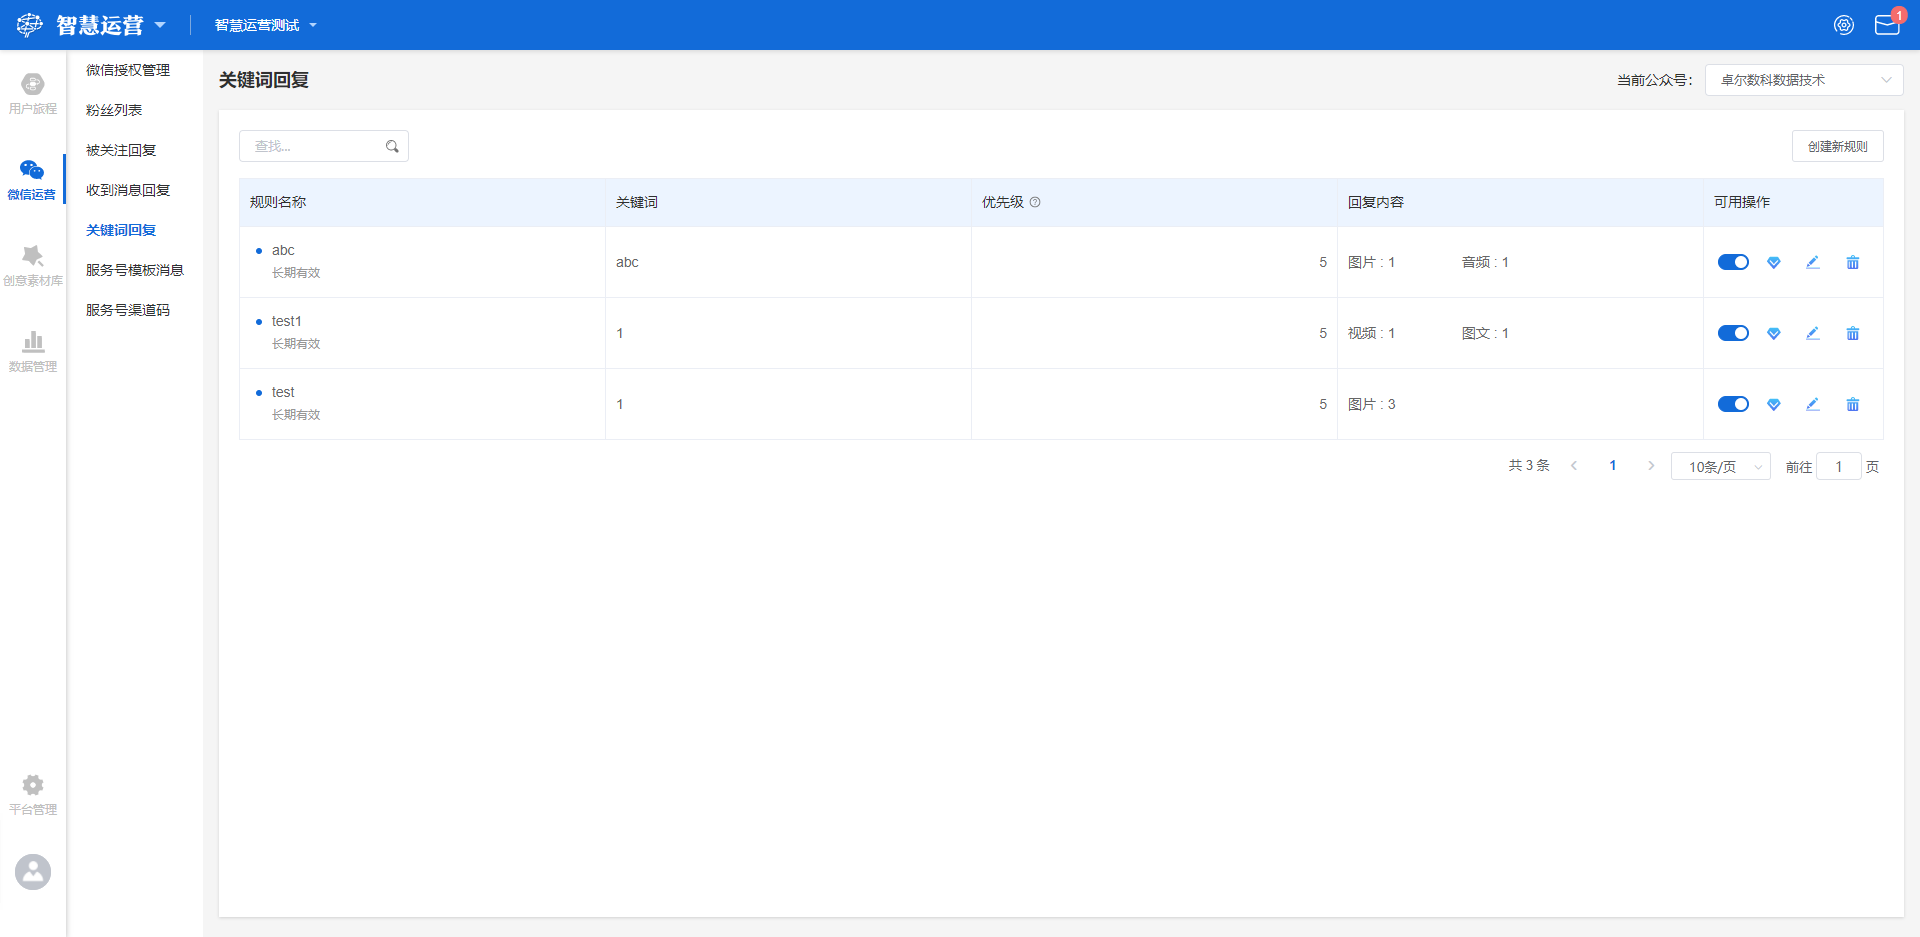 智慧运营
智慧运营测试
1
用户旅程
微信运营
创意素材库
数据管理
平台管理
微信授权管理
粉丝列表
被关注回复
收到消息回复
关键词回复
服务号模板消息
服务号渠道码
关键词回复
当前公众号： 卓尔数科数据技术
查找...
创建新规则
规则名称 关键词 优先级 回复内容 可用操作
abc
长期有效
abc 5 图片 : 1 音频 : 1
test1
长期有效
1 5 视频 : 1 图文 : 1
test
长期有效
1 5 图片 : 3
共 3 条 1 10条/页 前往 1 页